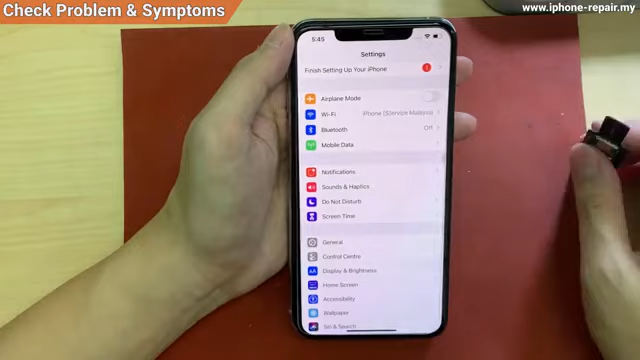 Check Problem & Symptoms
www.iphone-repair.my
5:45
Settings
Finish Setting Up Your iPhone
Airplane Mode
Wi-Fi
Bluetooth Off
Mobile Data
Notifications
Sounds & Haptics
Do Not Disturb
Screen Time
General
Control Centre
Display & Brightness
Home Screen
Accessibility
Wallpaper
Siri & Search